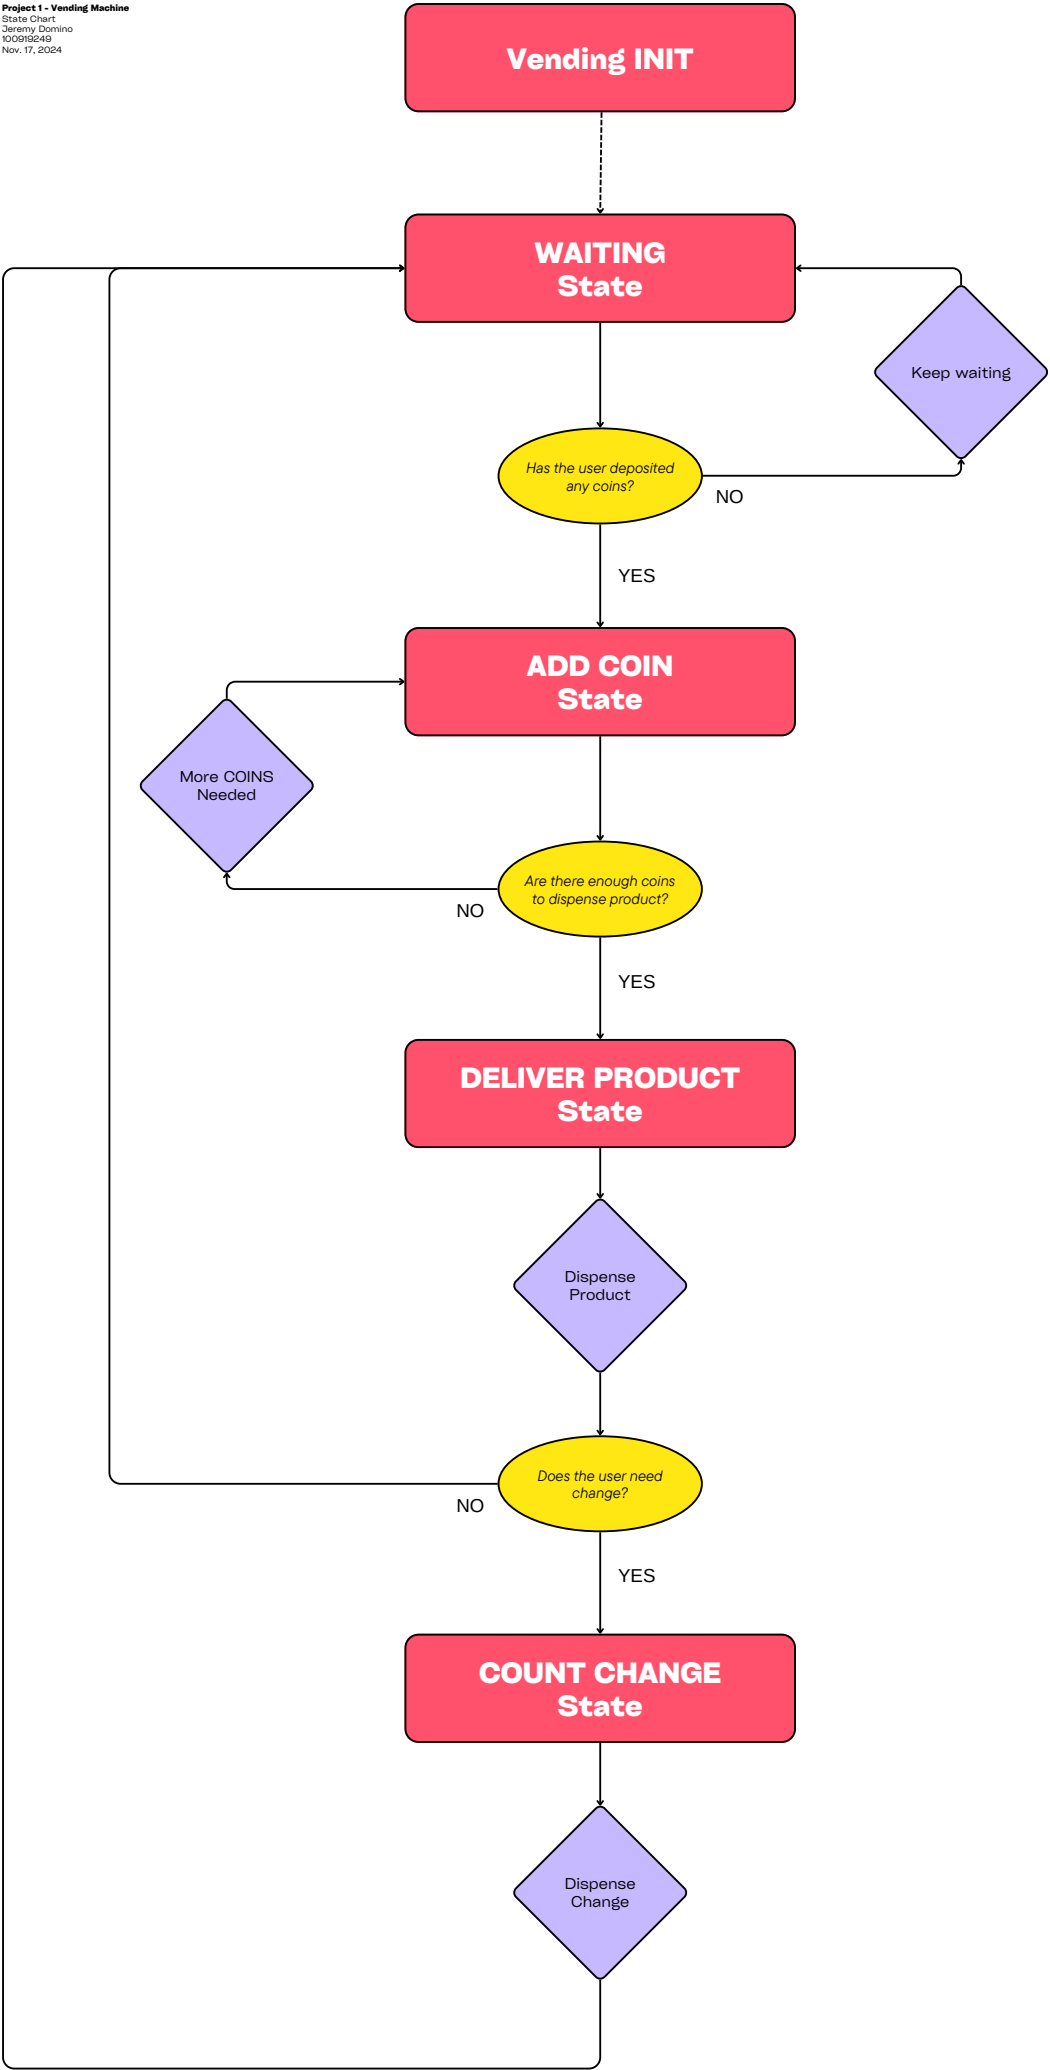 Project 1 - Vending Machine
State Chart
Jeremy Domino
100919249
Nov. 17, 2024
Vending INIT
WAITING
State
Keep waiting
Has the user deposited
any coins?
NO
YES
ADD COIN
State
More COINS
Needed
Are there enough coins
to dispense product?
NO
YES
DELIVER PRODUCT
State
Dispense
Product
Does the user need
change?
NO
YES
COUNT CHANGE
State
Dispense
Change